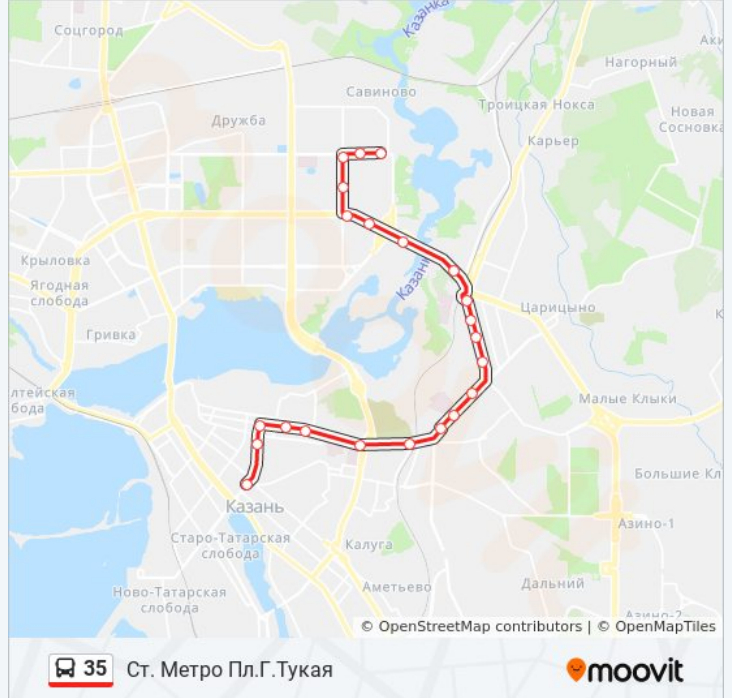 Соцгород
Казанка
Нагорный
Аки
Савиново
Троицкая Нокса
Дружба
Новая
Сосновка
Карьер
Крыловка
Ягодная
слобода
Казанка
Царицыно
К
Гривка
лтейская
бода
Малые Клыки
Большие Кл
Казань
Азино-1
Старо-Татарская
слобода
Калуга
Аметьево
Дальний
Ново-Татарская
слобода
Азино-2
© OpenStreetMap contributors | © OpenMapTiles
35 Ст. Метро Пл.Г.Тукая
moovit